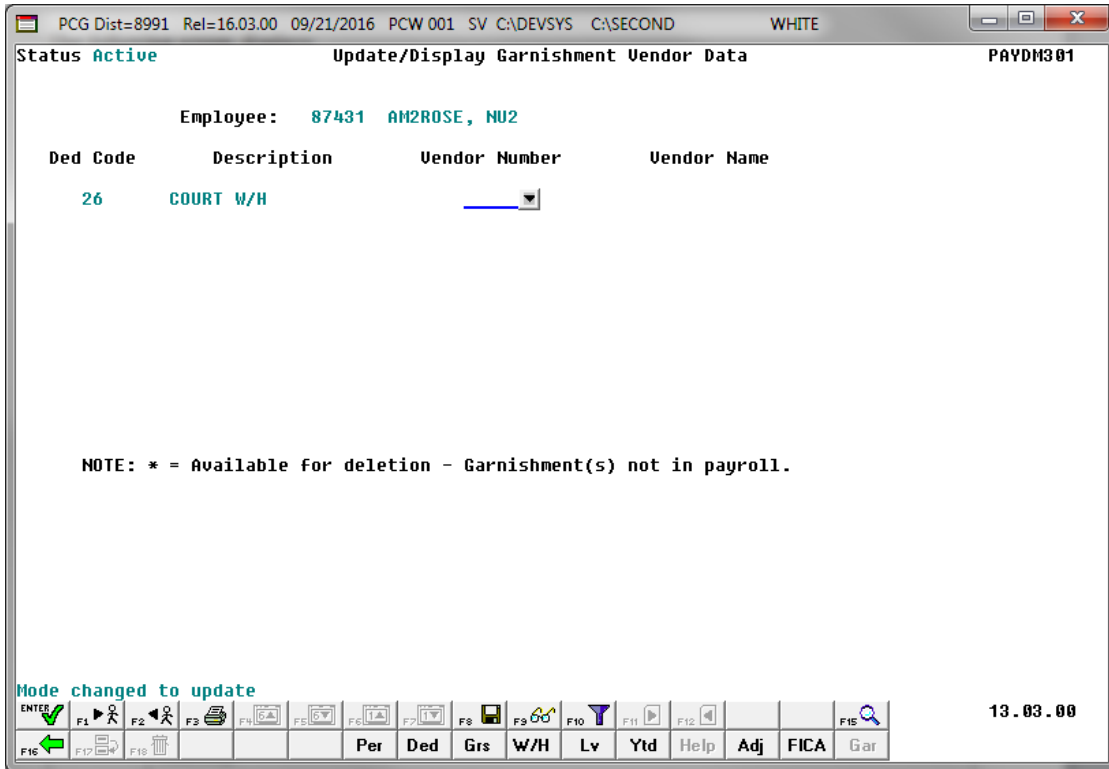 PCG Dist=8991 Rel=16.03.00 09/21/2016 PCW 001 SV C:\DEVSYS C:\SECOND WHITE
Status Active Update/Display Garnishment Vendor Data PAYDM301
Employee: 87431 AM2ROSE, NU2
Ded Code Description Vendor Number Vendor Name
26 COURT W/H
NOTE: * = Available for deletion - Garnishment(s) not in payroll.
Mode changed to update
ENTER F1 F2 F3 F4 6 F5 6 F6 1 F7 1 F8 F9 F10 F11 F12 F15 13.03.00
F16 F17 F18 Per Ded Grs W/H Lv Ytd Help Adj FICA Gar